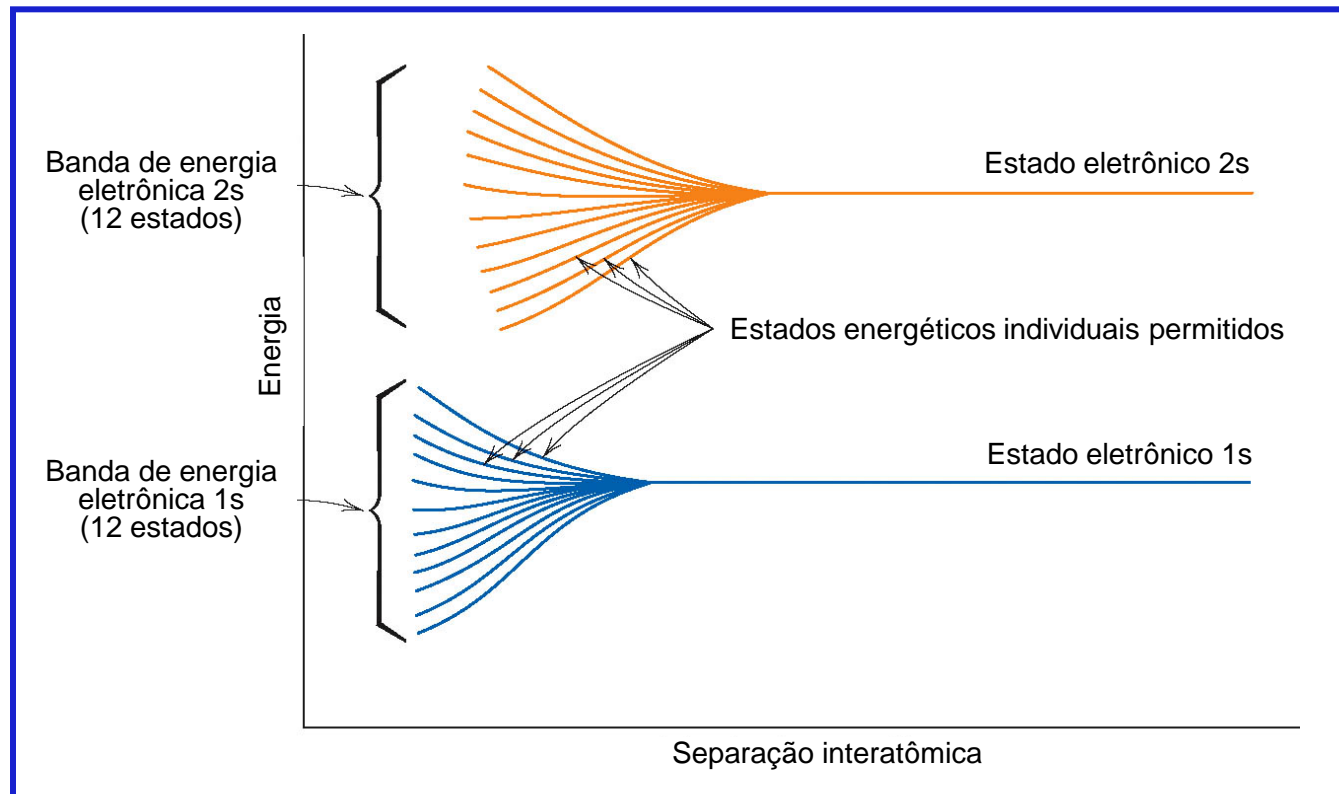 Banda de energia
eletrônica 2s
(12 estados)
Estado eletrônico 2s
Energia
Estados energéticos individuais permitidos
Banda de energia
eletrônica 1s
(12 estados)
Estado eletrônico 1s
Separação interatômica